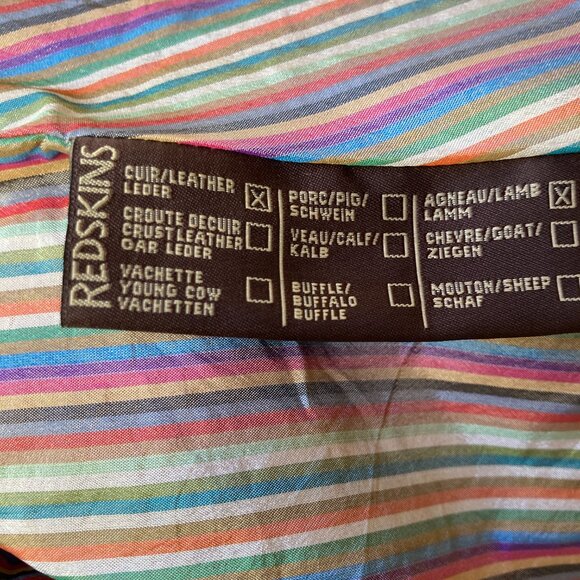 REDSKINS
CUIR/LEATHER
LEDER
CROUTE DECUIR
CRUST LEATHER
GAR LEDER
VACHETTE
YOUNG COW
VACHETTEN
PORC/PIG/
SCHWEIN
VEAU/CALF/
KALB
BUFFLE/
BUFFALO
BUFFLE
AGNEAU/LAMB
LAMM
CHEVRE/GOAT/
ZIEGEN
MOUTON/SHEEP
SCHAF